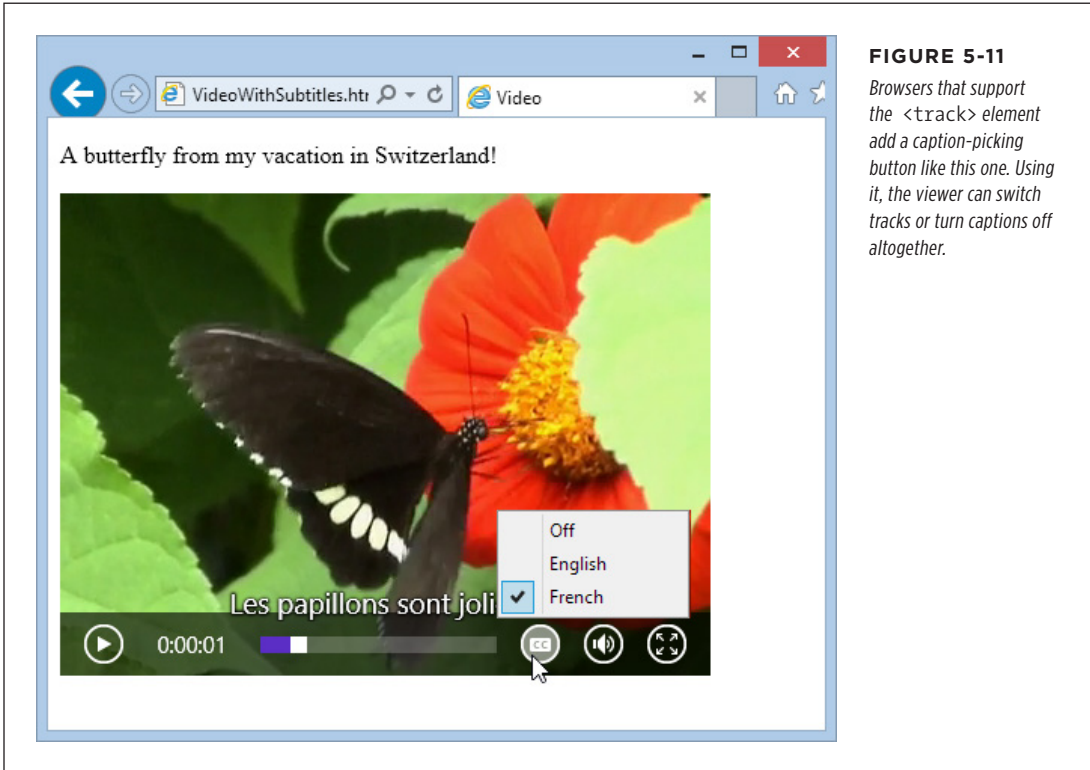 VideoWithSubtitles.htr
Video
A butterfly from my vacation in Switzerland!
Off
English
French
Les papillons sont joli
0:00:01
CC
FIGURE 5-11
Browsers that support
the <track> element
add a caption-picking
button like this one. Using
it, the viewer can switch
tracks or turn captions off
altogether.